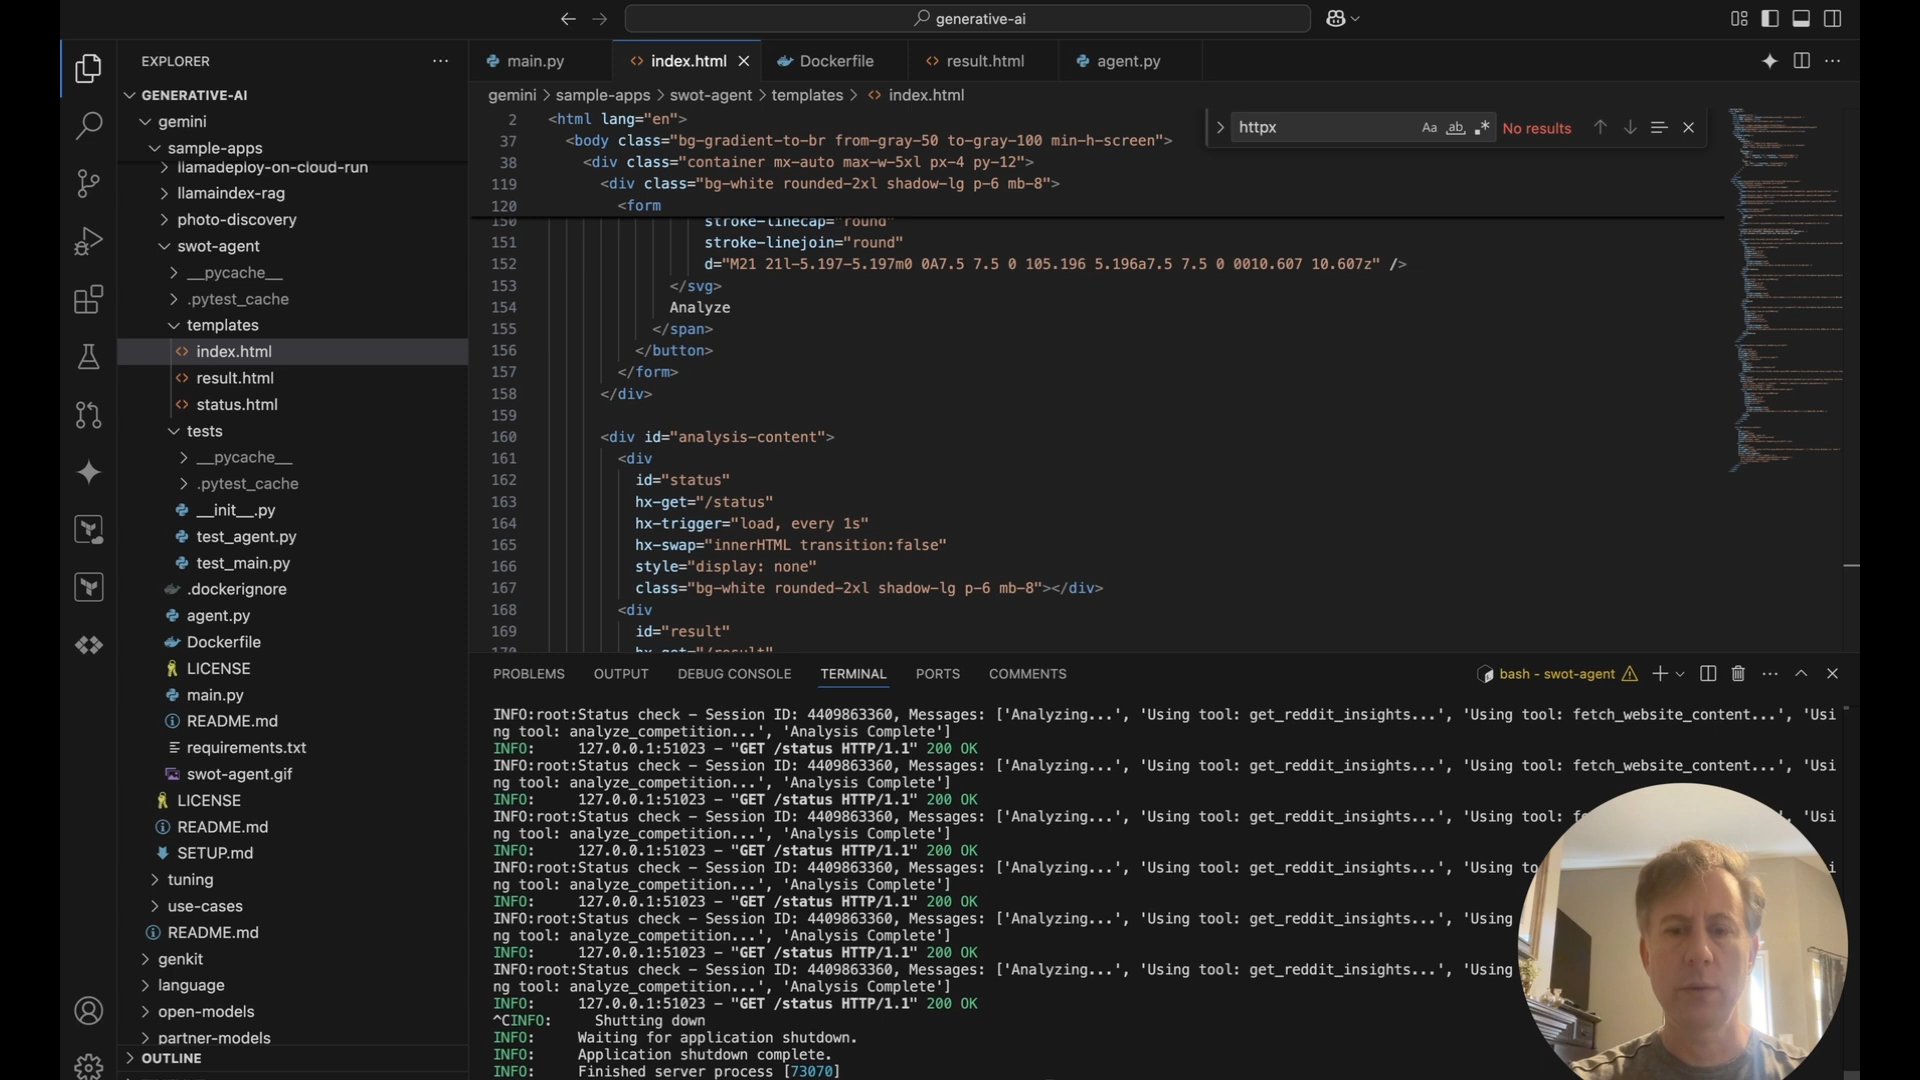 generative-ai
EXPLORER
GENERATIVE-AI
gemini
sample-apps
llamadeploy-on-cloud-run
llamaindex-rag
photo-discovery
swot-agent
__pycache__
.pytest_cache
templates
index.html
result.html
status.html
tests
__pycache__
.pytest_cache
__init__.py
test_agent.py
test_main.py
.dockerignore
agent.py
Dockerfile
LICENSE
main.py
README.md
requirements.txt
swot-agent.gif
LICENSE
README.md
SETUP.md
tuning
use-cases
README.md
genkit
language
open-models
partner-models
OUTLINE
main.py index.html Dockerfile result.html agent.py
gemini > sample-apps > swot-agent > templates > index.html
httpx Aa ab .* No results
2 <html lang="en">
37 <body class="bg-gradient-to-br from-gray-50 to-gray-100 min-h-screen">
38 <div class="container mx-auto max-w-5xl px-4 py-12">
119 <div class="bg-white rounded-2xl shadow-lg p-6 mb-8">
120 <form
150 stroke-linecap="round"
151 stroke-linejoin="round"
152 d="M21 21l-5.197-5.197m0 0A7.5 7.5 0 105.196 5.196a7.5 7.5 0 0010.607 10.607z" />
153 </svg>
154 Analyze
155 </span>
156 </button>
157 </form>
158 </div>
159
160 <div id="analysis-content">
161 <div
162 id="status"
163 hx-get="/status"
164 hx-trigger="load, every 1s"
165 hx-swap="innerHTML transition:false"
166 style="display: none"
167 class="bg-white rounded-2xl shadow-lg p-6 mb-8"></div>
168 <div
169 id="result"
170 hx-get="/result"
PROBLEMS OUTPUT DEBUG CONSOLE TERMINAL PORTS COMMENTS
bash - swot-agent
INFO:root:Status check – Session ID: 4409863360, Messages: ['Analyzing...', 'Using tool: get_reddit_insights...', 'Using tool: fetch_website_content...', 'Usi
ng tool: analyze_competition...', 'Analysis Complete']
INFO: 127.0.0.1:51023 – "GET /status HTTP/1.1" 200 OK
INFO:root:Status check – Session ID: 4409863360, Messages: ['Analyzing...', 'Using tool: get_reddit_insights...', 'Using tool: fetch_website_content...', 'Usi
ng tool: analyze_competition...', 'Analysis Complete']
INFO: 127.0.0.1:51023 – "GET /status HTTP/1.1" 200 OK
INFO:root:Status check – Session ID: 4409863360, Messages: ['Analyzing...', 'Using tool: get_reddit_insights...', 'Using tool: 'Usi
ng tool: analyze_competition...', 'Analysis Complete']
INFO: 127.0.0.1:51023 – "GET /status HTTP/1.1" 200 OK
INFO:root:Status check – Session ID: 4409863360, Messages: ['Analyzing...', 'Using tool: get_reddit_insights...', 'Using
ng tool: analyze_competition...', 'Analysis Complete']
INFO: 127.0.0.1:51023 – "GET /status HTTP/1.1" 200 OK
INFO:root:Status check – Session ID: 4409863360, Messages: ['Analyzing...', 'Using tool: get_reddit_insights...', 'Using
ng tool: analyze_competition...', 'Analysis Complete']
INFO: 127.0.0.1:51023 – "GET /status HTTP/1.1" 200 OK
INFO:root:Status check – Session ID: 4409863360, Messages: ['Analyzing...', 'Using tool: get_reddit_insights...', 'Using
ng tool: analyze_competition...', 'Analysis Complete']
INFO: 127.0.0.1:51023 – "GET /status HTTP/1.1" 200 OK
^CINFO: Shutting down
INFO: Waiting for application shutdown.
INFO: Application shutdown complete.
INFO: Finished server process [73070]